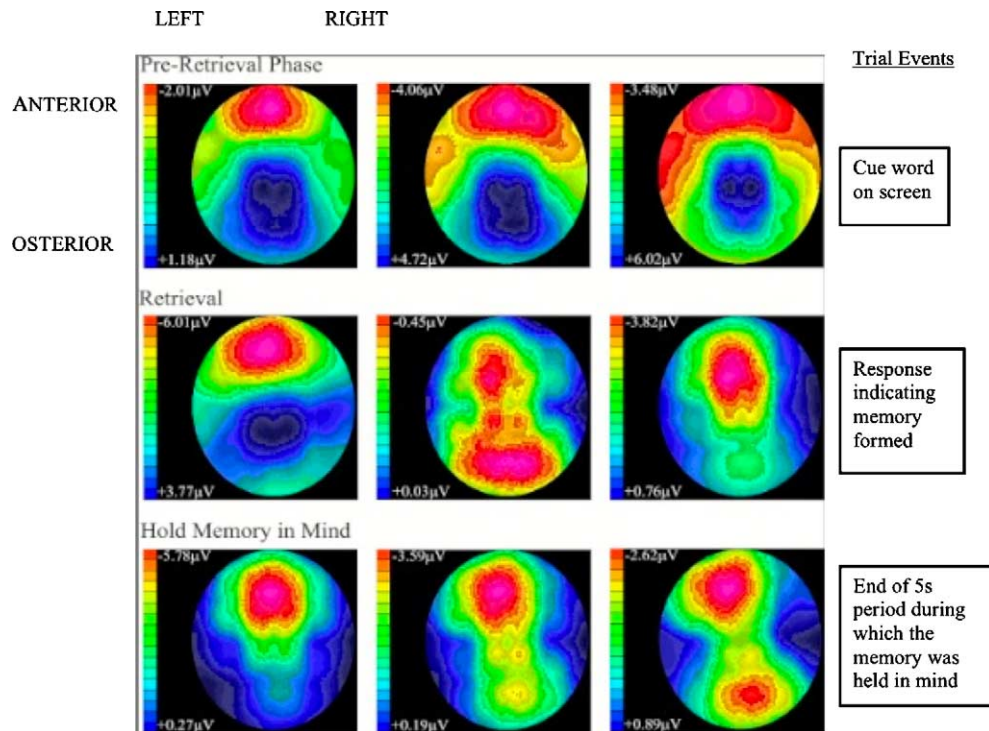 LEFT RIGHT
Pre-Retrieval Phase
Trial Events
ANTERIOR
-2.01µV -4.06µV -3.48µV
Cue word
on screen
OSTERIOR
+1.18µV +4.72µV +6.02µV
Retrieval
-6.01µV -0.45µV -3.82µV
Response
indicating
memory
formed
+3.77µV +0.03µV +0.76µV
Hold Memory in Mind
-5.78µV -3.59µV -2.62µV
End of 5s
period during
which the
memory was
held in mind
+0.27µV +0.19µV +0.89µV